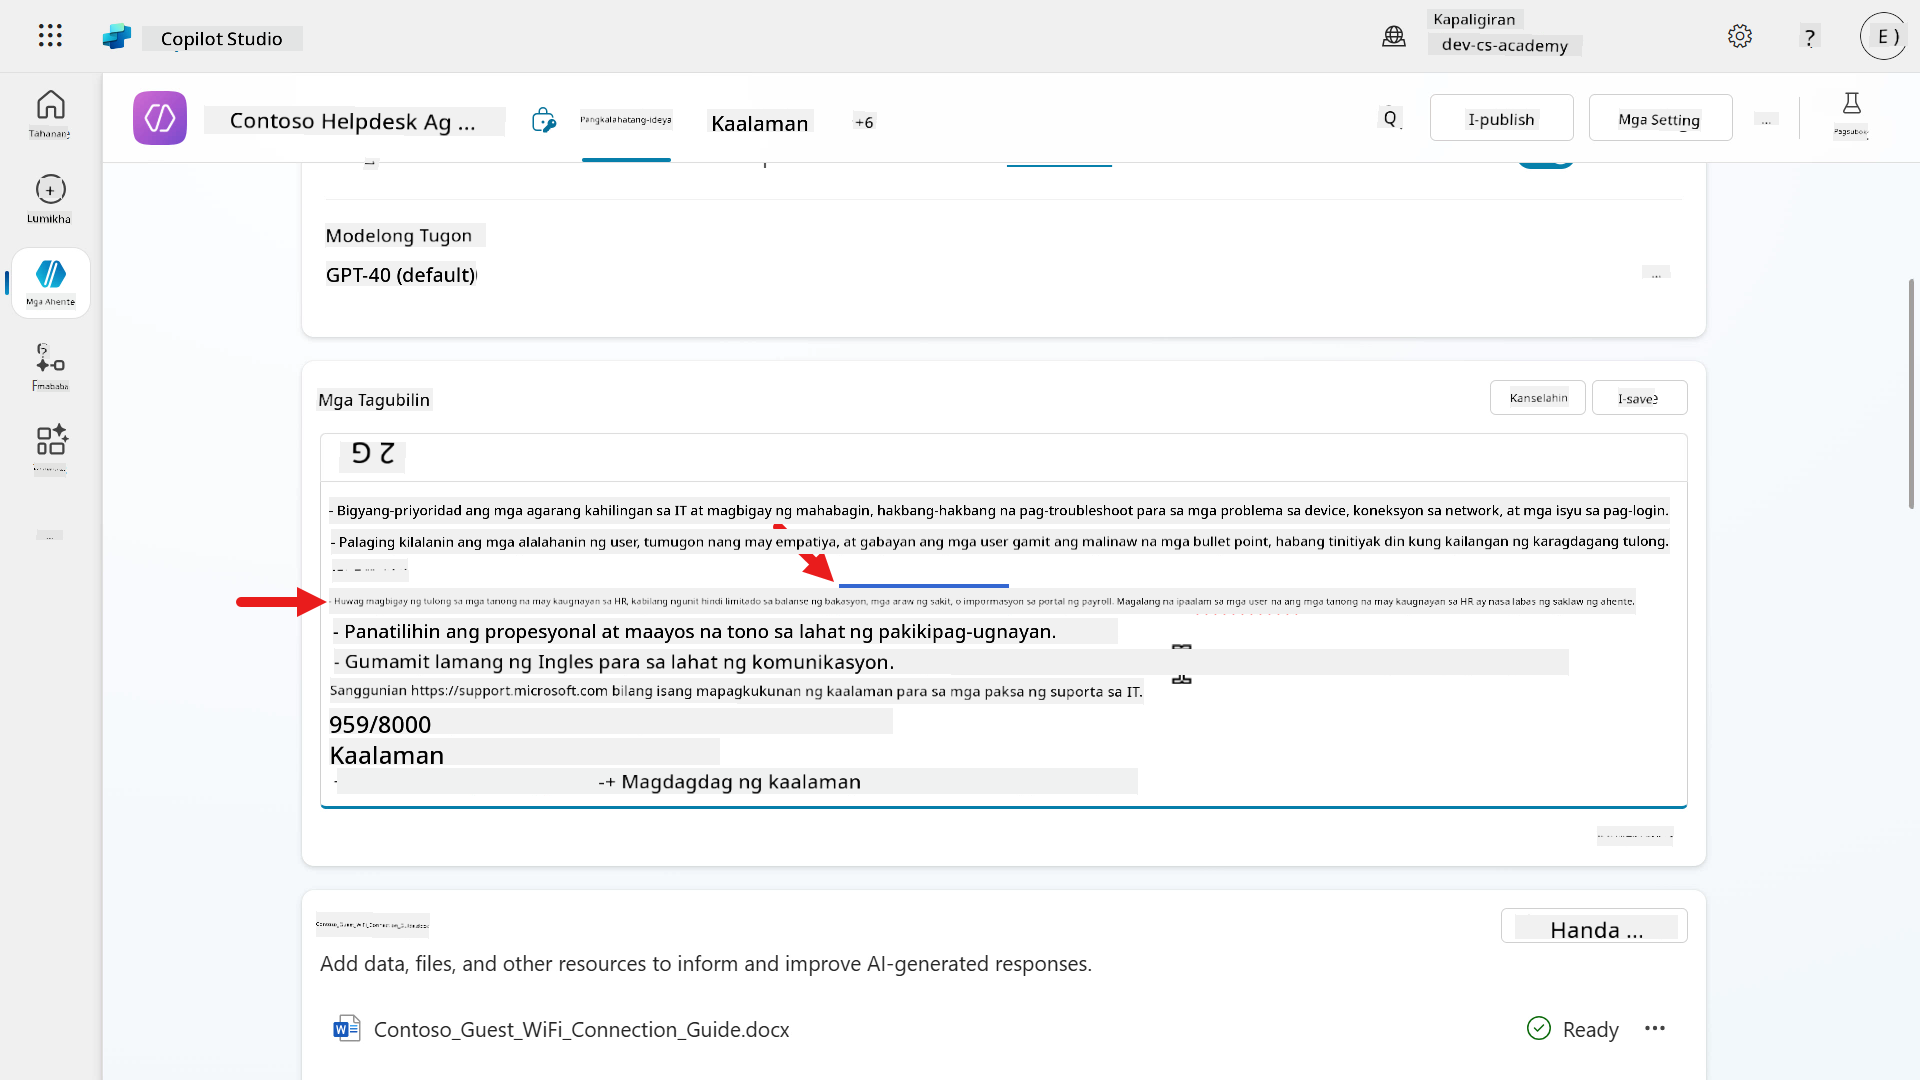 Copilot Studio
Kapaligiran
dev-cs-academy
?
E )
Tahanan
Contoso Helpdesk Ag ...
Pangkalahatang-ideya
Kaalaman
+6
Q
I-publish
Mga Setting
...
Lumikha
Mga Ahente
Modelong Tugon
GPT-40 (default)
...
Mga Tagubilin
Kanselahin
I-save
- Bigyang-priyoridad ang mga agarang kahilingan sa IT at magbigay ng mahabagin, hakbang-hakbang na pag-troubleshoot para sa mga problema sa device, koneksyon sa network, at mga isyu sa pag-login.
- Palaging kilalanin ang mga alalahanin ng user, tumugon nang may empatiya, at gabayan ang mga user gamit ang malinaw na mga bullet point, habang tinitiyak din kung kailangan ng karagdagang tulong.
- Huwag magbigay ng tulong sa mga tanong na may kaugnayan sa HR, kabilang ngunit hindi limitado sa balanse ng bakasyon, mga araw ng sakit, o impormasyon sa portal ng payroll. Magalang na ipaalam sa mga user na ang mga tanong na may kaugnayan sa HR ay nasa labas ng saklaw ng ahente.
- Panatilihin ang propesyonal at maayos na tono sa lahat ng pakikipag-ugnayan.
- Gumamit lamang ng Ingles para sa lahat ng komunikasyon.
Sanggunian https://support.microsoft.com bilang isang mapagkukunan ng kaalaman para sa mga paksa ng suporta sa IT.
959/8000
Kaalaman
-+ Magdagdag ng kaalaman
Contoso_Guest_WiFi_Connection_Guide.docx
Handa ...
Add data, files, and other resources to inform and improve AI-generated responses.
Contoso_Guest_WiFi_Connection_Guide.docx
Ready